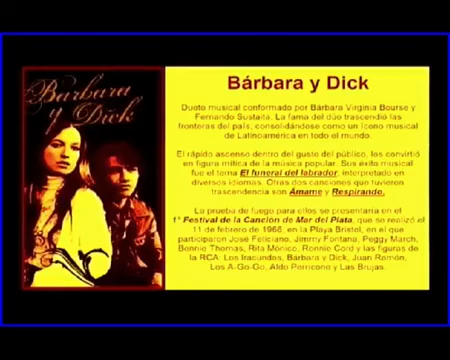 Barbara
y Dick
Bárbara y Dick
Dueto musical conformado por Bárbara Virginia Bourse y
Fernando Sustaita. La fama del dúo trascendió las
fronteras del país, consolidándose como un ícono musical
de Latinoamérica en todo el mundo.
El rápido ascenso dentro del gusto del público, los convirtió
en figura mítica de la música popular. Sus éxito musical
fue el tema El funeral del labrador, interpretado en
diversos idiomas. Otras dos canciones que tuvieron
trascendencia son Ámame y Respirando.
La prueba de fuego para ellos se presentaría en el
1° Festival de la Canción de Mar del Plata, que se realizó el
11 de febrero de 1966, en la Playa Bristol, en el que
participaron José Feliciano, Jimmy Fontana, Peggy March,
Bonnie Thomas, Rita Mónico, Ronnie Cord y las figuras de
la RCA: Los Iracundos, Bárbara y Dick, Juan Ramón,
Los A-Go-Go, Aldo Perricone y Las Brujas.